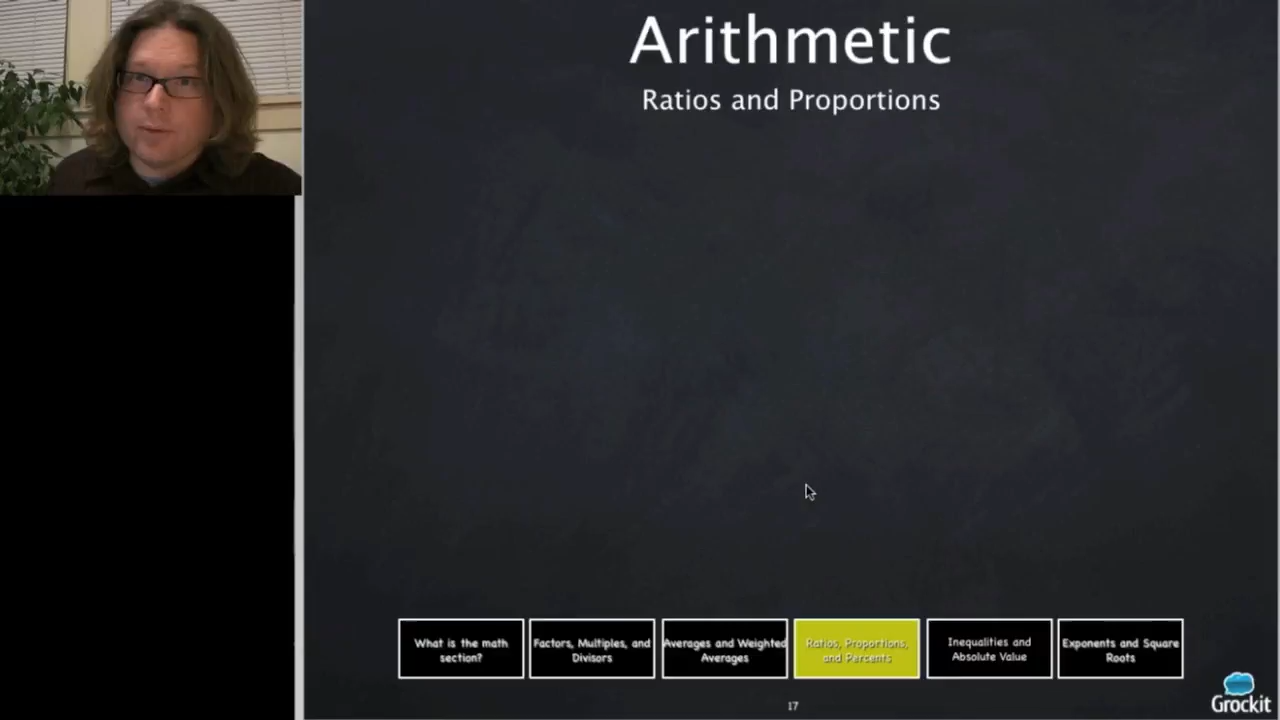 Arithmetic
Ratios and Proportions
What is the math
section?
Factors, Multiples, and
Divisors
Averages and Weighted
Averages
Ratios, Proportions,
and Percents
Inequalities and
Absolute Value
Exponents and Square
Roots
17
Grockit